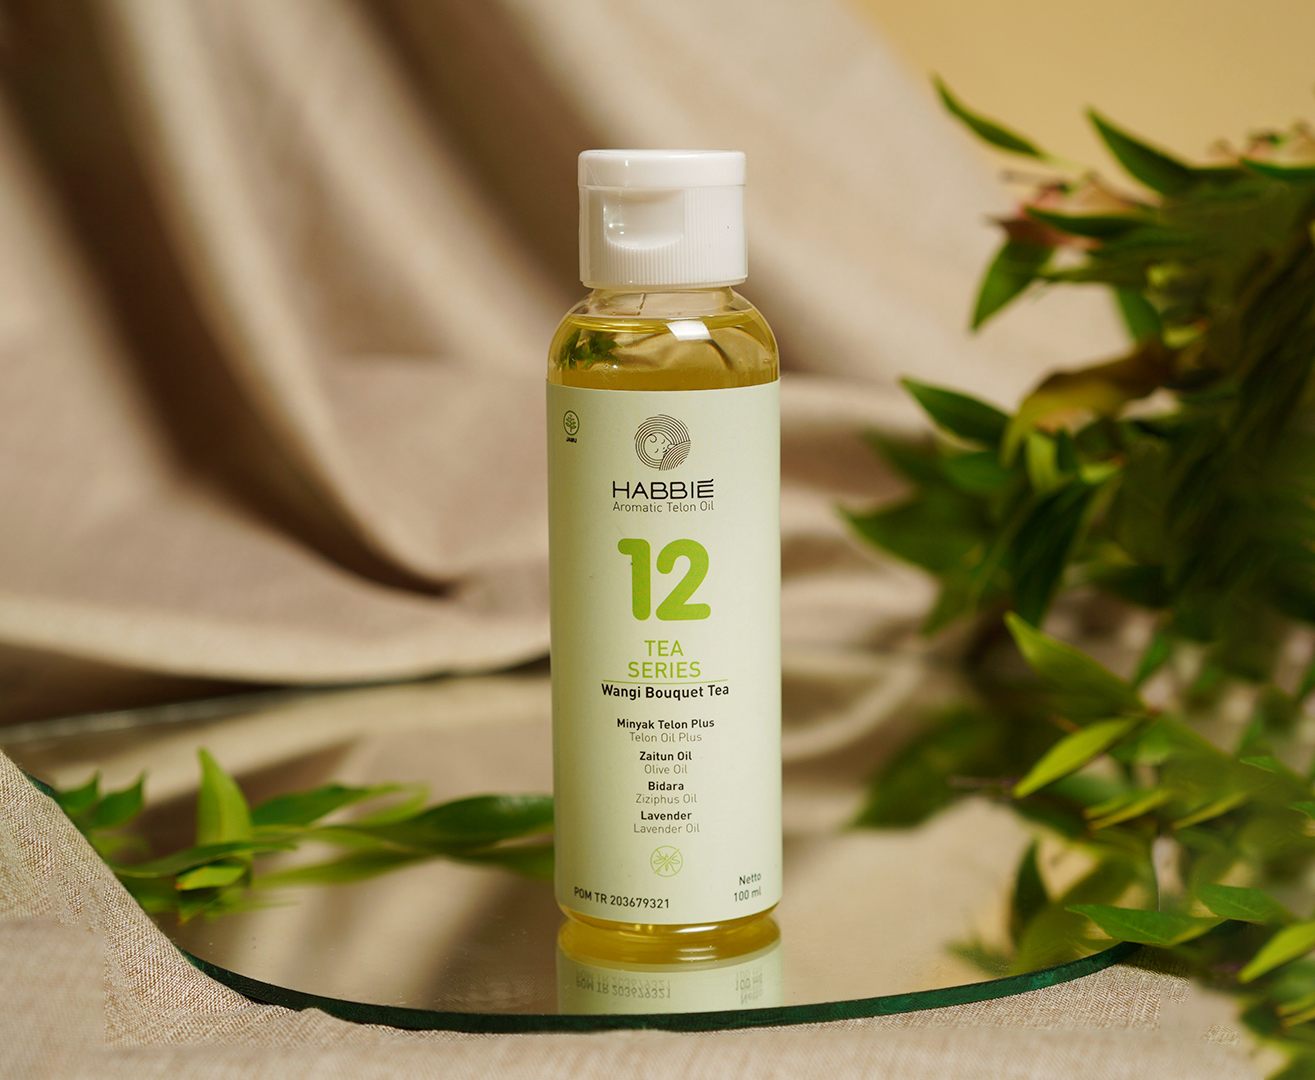 JAMU
HABBIE
Aromatic Telon Oil
12
TEA
SERIES
Wangi Bouquet Tea
Minyak Telon Plus
Telon Oil Plus
Zaitun Oil
Olive Oil
Bidara
Ziziphus Oil
Lavender
Lavender Oil
POM TR 203679321
Netto
100 ml